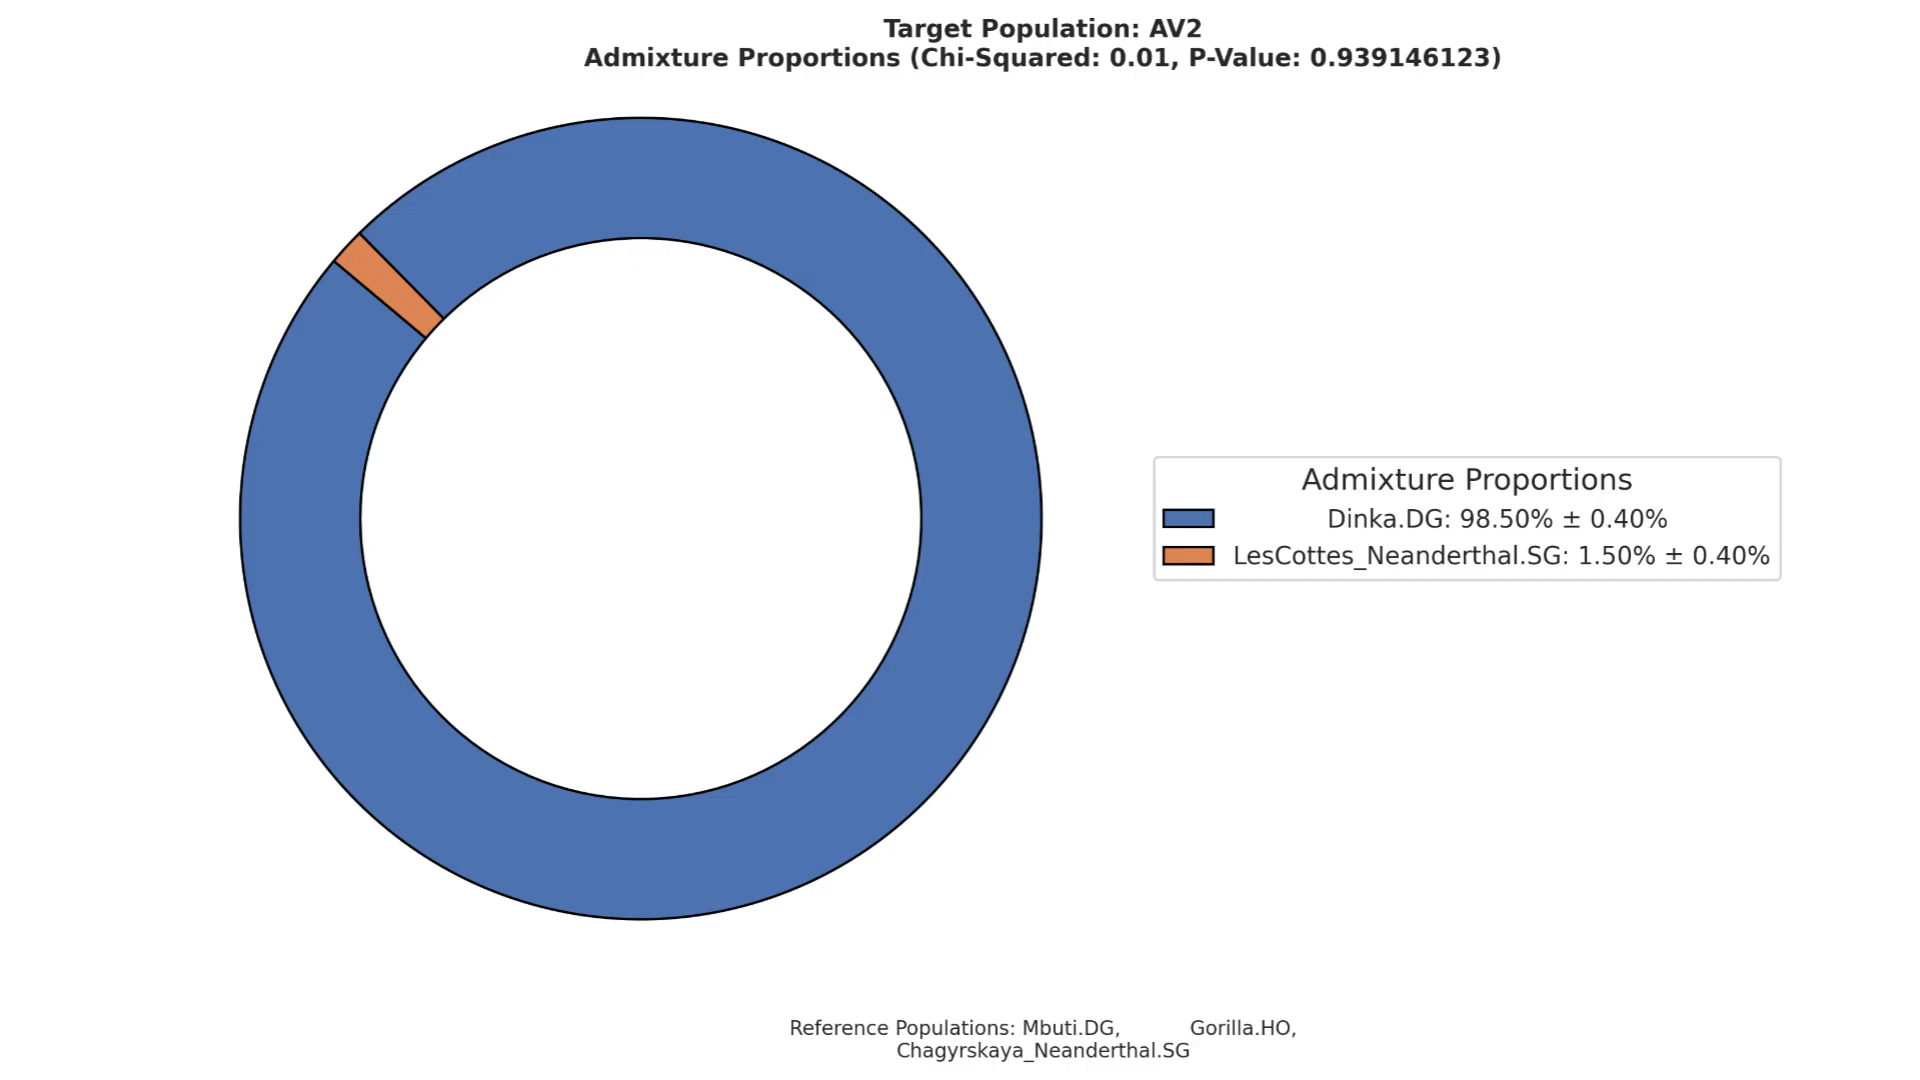 Target Population: AV2
Admixture Proportions (Chi-Squared: 0.01, P-Value: 0.939146123)
Admixture Proportions
Dinka.DG: 98.50% ± 0.40%
LesCottes_Neanderthal.SG: 1.50% ± 0.40%
Reference Populations: Mbuti.DG, Gorilla.HO,
Chagyrskaya_Neanderthal.SG